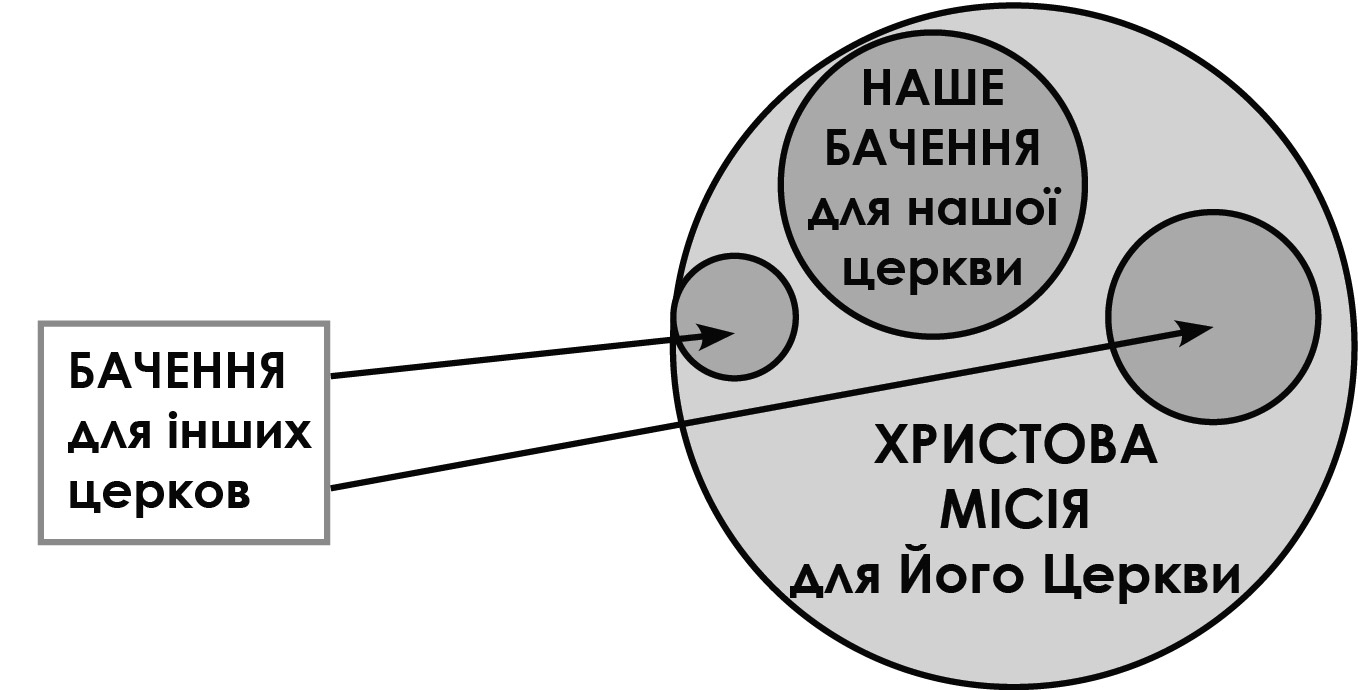 НАШЕ
БАЧЕННЯ
для нашої
церкви
БАЧЕННЯ
для інших
церков
ХРИСТОВА
МІСІЯ
для Його Церкви